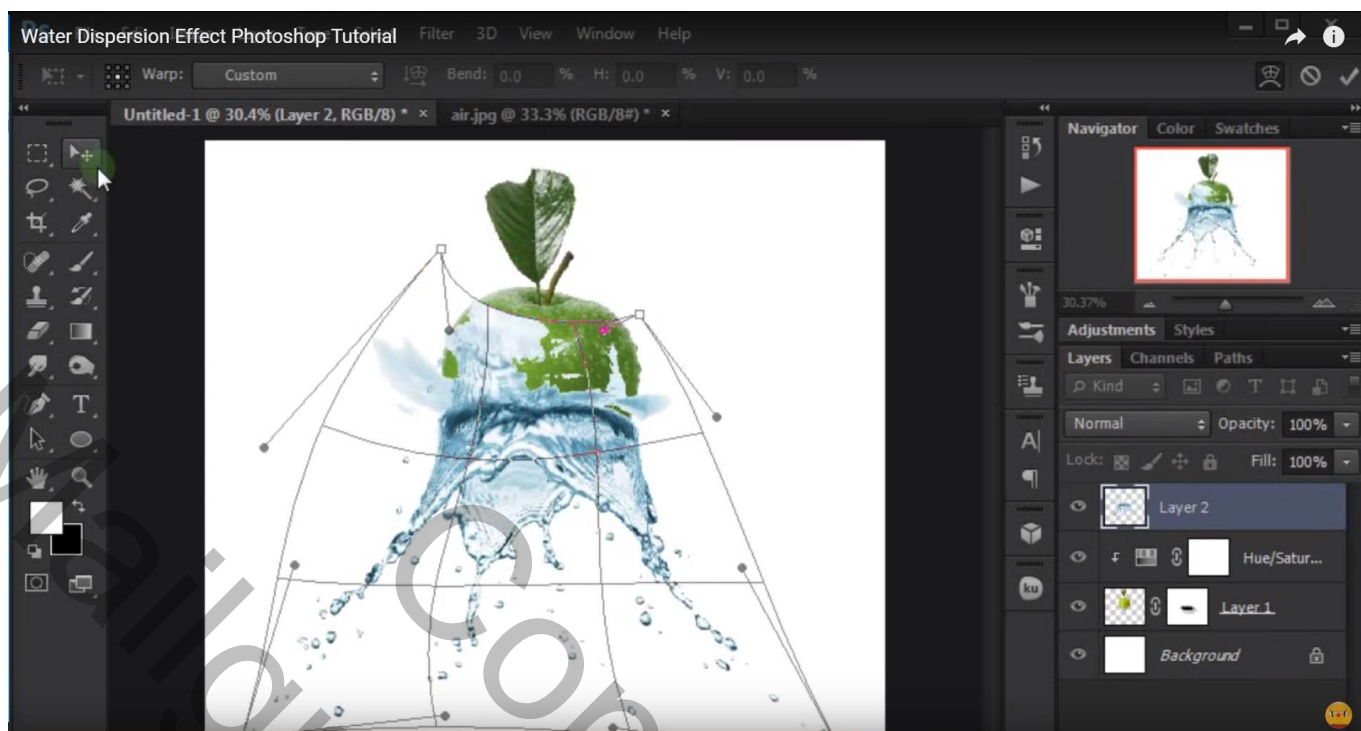 Water Dispersion Effect Photoshop Tutorial
Filter 3D View Window Help
Warp: Custom Bend: 0.0 % H: 0.0 % V: 0.0 %
Untitled-1 @ 30.4% (Layer 2, RGB/8) * × air.jpg @ 33.3% (RGB/8#) * ×
Navigator Color Swatches
30.37%
Adjustments Styles
Layers Channels Paths
Kind
Normal Opacity: 100%
Lock: Fill: 100%
Layer 2
Hue/Satur...
ku
Layer 1
Background